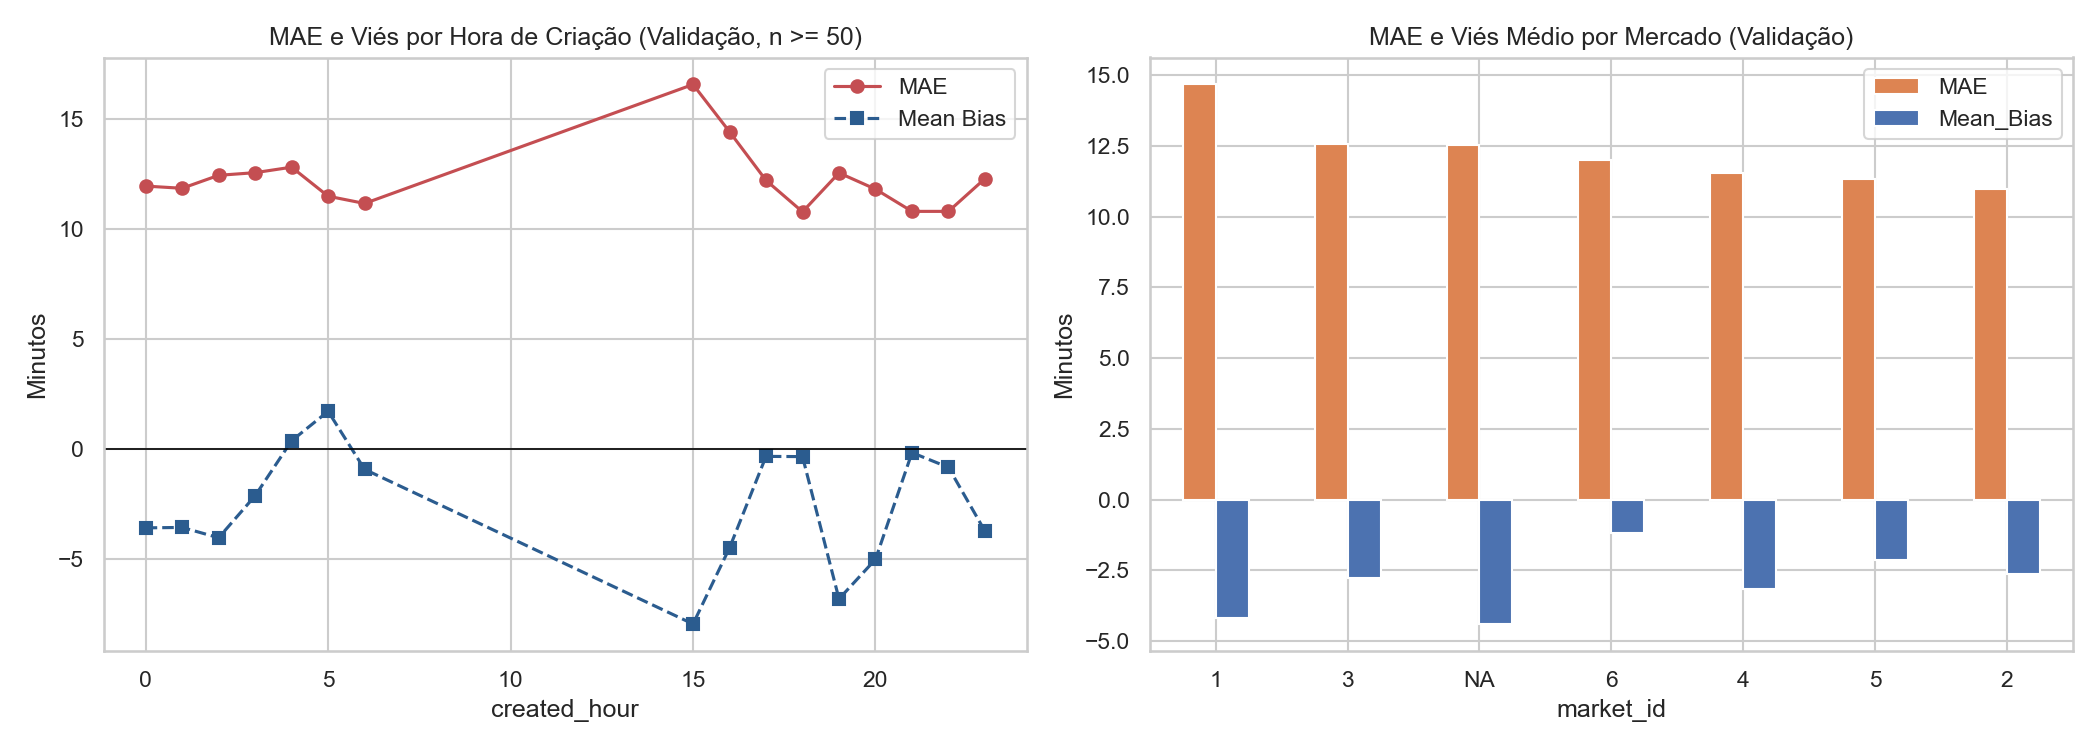 MAE e Viés por Hora de Criação (Validação, n >= 50)
MAE
Mean Bias
15
10
5
0
−5
Minutos
0
5
10
15
20
created_hour
MAE e Viés Médio por Mercado (Validação)
MAE
Mean_Bias
15.0
12.5
10.0
7.5
5.0
2.5
0.0
−2.5
−5.0
Minutos
1
3
NA
6
4
5
2
market_id